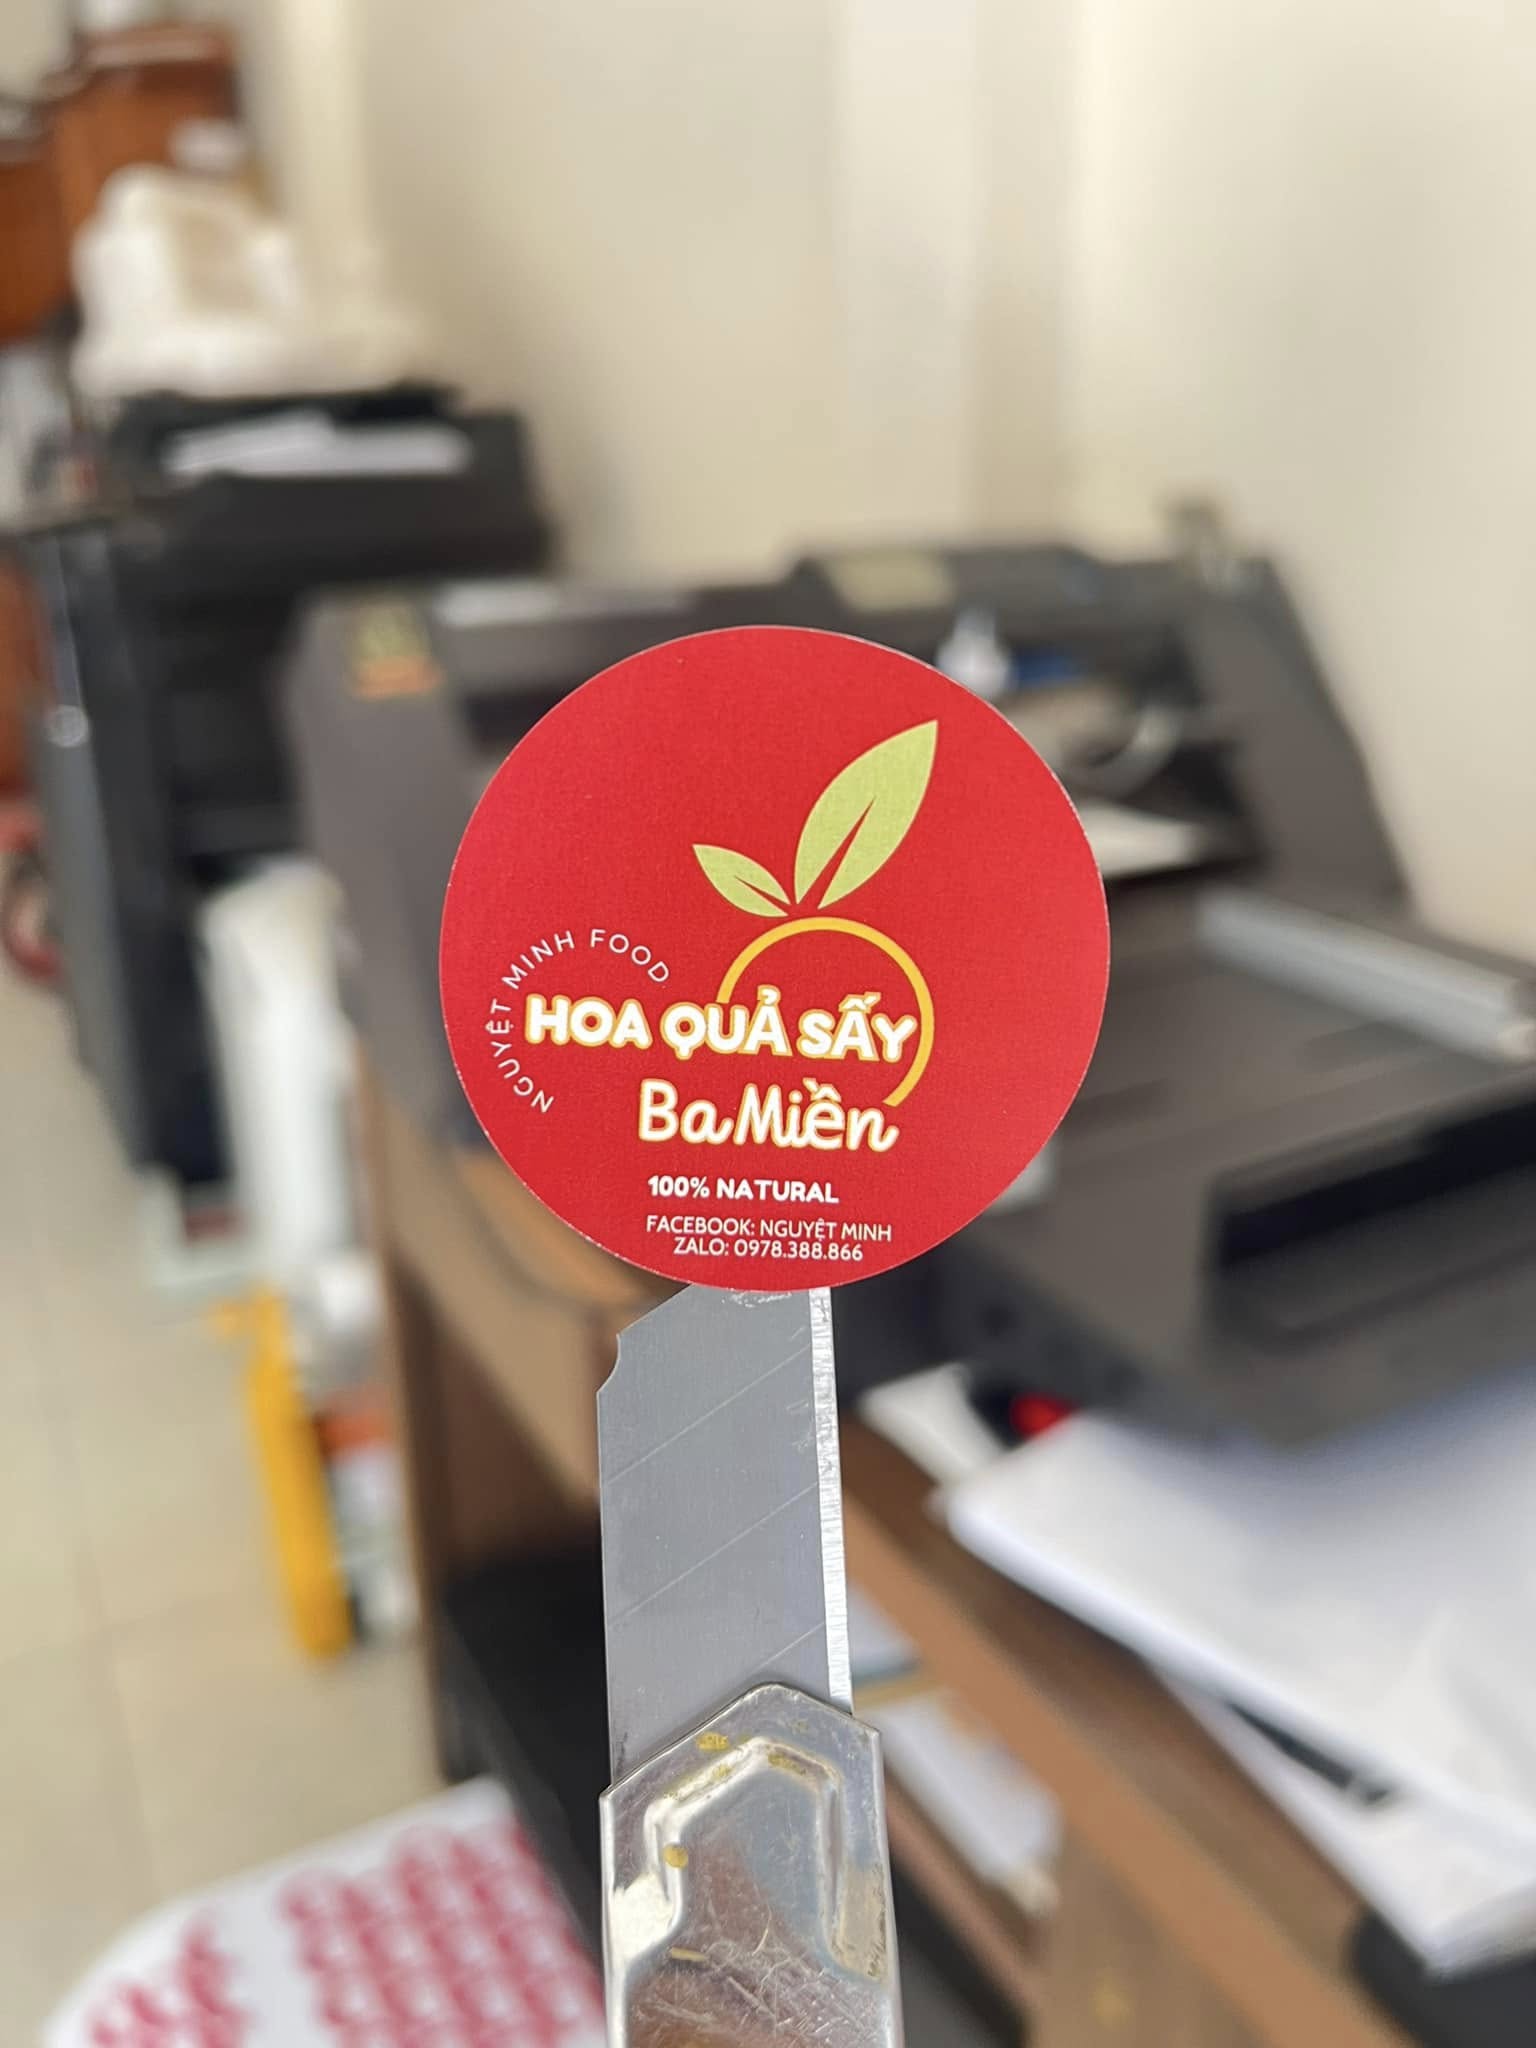 NGUYỆT MINH FOOD
HOA QUẢ SẤY
Ba Miền
100% NATURAL
FACEBOOK: NGUYỆT MINH
ZALO: 0978.388.866